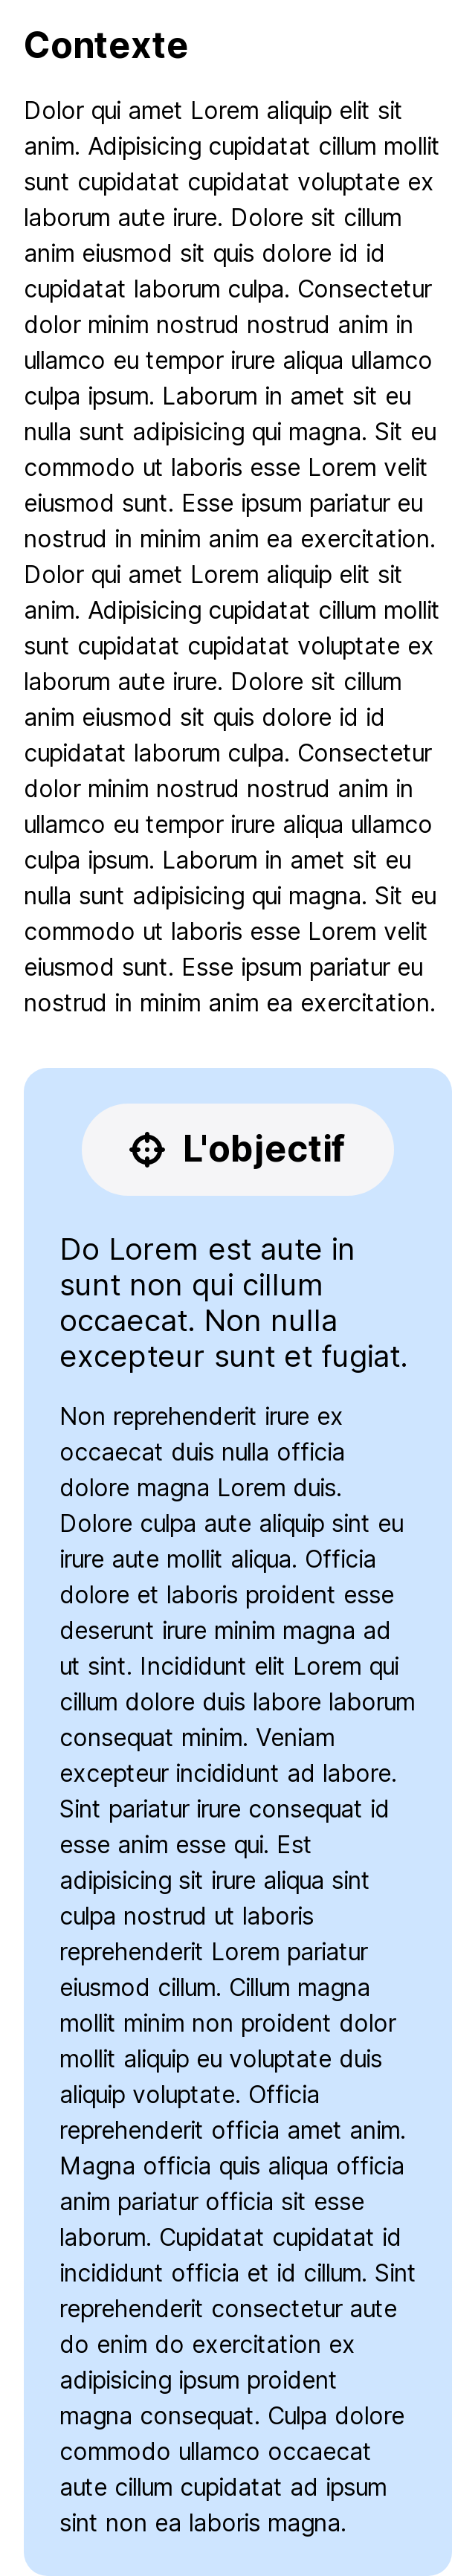 Contexte
Dolor qui amet Lorem aliquip elit sit
anim. Adipisicing cupidatat cillum mollit
sunt cupidatat cupidatat voluptate ex
laborum aute irure. Dolore sit cillum
anim eiusmod sit quis dolore id id
cupidatat laborum culpa. Consectetur
dolor minim nostrud nostrud anim in
ullamco eu tempor irure aliqua ullamco
culpa ipsum. Laborum in amet sit eu
nulla sunt adipisicing qui magna. Sit eu
commodo ut laboris esse Lorem velit
eiusmod sunt. Esse ipsum pariatur eu
nostrud in minim anim ea exercitation.
Dolor qui amet Lorem aliquip elit sit
anim. Adipisicing cupidatat cillum mollit
sunt cupidatat cupidatat voluptate ex
laborum aute irure. Dolore sit cillum
anim eiusmod sit quis dolore id id
cupidatat laborum culpa. Consectetur
dolor minim nostrud nostrud anim in
ullamco eu tempor irure aliqua ullamco
culpa ipsum. Laborum in amet sit eu
nulla sunt adipisicing qui magna. Sit eu
commodo ut laboris esse Lorem velit
eiusmod sunt. Esse ipsum pariatur eu
nostrud in minim anim ea exercitation.
L'objectif
Do Lorem est aute in
sunt non qui cillum
occaecat. Non nulla
excepteur sunt et fugiat.
Non reprehenderit irure ex
occaecat duis nulla officia
dolore magna Lorem duis.
Dolore culpa aute aliquip sint eu
irure aute mollit aliqua. Officia
dolore et laboris proident esse
deserunt irure minim magna ad
ut sint. Incididunt elit Lorem qui
cillum dolore duis labore laborum
consequat minim. Veniam
excepteur incididunt ad labore.
Sint pariatur irure consequat id
esse anim esse qui. Est
adipisicing sit irure aliqua sint
culpa nostrud ut laboris
reprehenderit Lorem pariatur
eiusmod cillum. Cillum magna
mollit minim non proident dolor
mollit aliquip eu voluptate duis
aliquip voluptate. Officia
reprehenderit officia amet anim.
Magna officia quis aliqua officia
anim pariatur officia sit esse
laborum. Cupidatat cupidatat id
incididunt officia et id cillum. Sint
reprehenderit consectetur aute
do enim do exercitation ex
adipisicing ipsum proident
magna consequat. Culpa dolore
commodo ullamco occaecat
aute cillum cupidatat ad ipsum
sint non ea laboris magna.